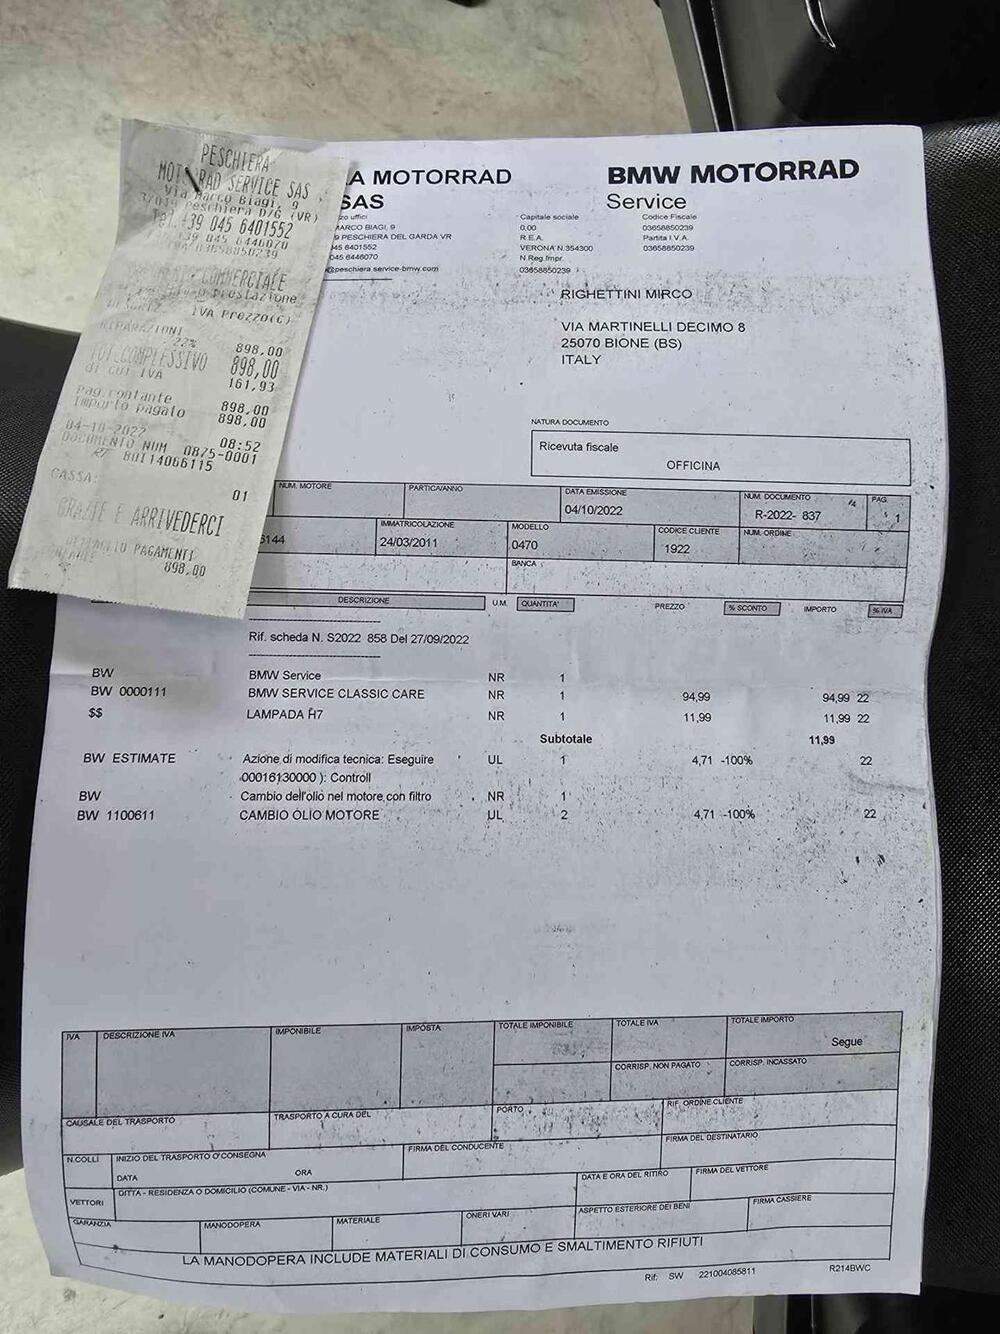 PESCHIERA
MOTORRAD SERVICE SAS
Via Marco Biagi, 9
Peschiera D/G (VR)
Tel. +39 045 6401552
045 6446070
03658850239
COMMERCIALE
Prestazione
IVA Prezzo(€)
RIPARAZIONI
22% 898,00
TOT.COMPLESSIVO 898,00
di cui IVA 161,93
Pag.contante 898,00
Importo pagato 898,00
04-10-2022 08:52
DOCUMENTO NUM 0875-0001
RT 80I14066115
CASSA: 01
GRAZIE E ARRIVEDERCI
PAGAMENTI
898,00
A MOTORRAD
SAS
uffici
MARCO BIAGI, 9
PESCHIERA DEL GARDA VR
45 6401552
045 6446070
@peschiera.service-bmw.com
BMW MOTORRAD
Service
Capitale sociale
0,00
R.E.A.
VERONA N.354300
N.Reg.Impr.
03658850239
Codice Fiscale
03658850239
Partita I.V.A.
03658850239
RIGHETTINI MIRCO
VIA MARTINELLI DECIMO 8
25070 BIONE (BS)
ITALY
NATURA DOCUMENTO
Ricevuta fiscale
OFFICINA
NUM. MOTORE PARTICA/ANNO DATA EMISSIONE NUM. DOCUMENTO PAG.
04/10/2022 R-2022- 837 1
IMMATRICOLAZIONE MODELLO CODICE CLIENTE NUM. ORDINE
6144 24/03/2011 0470 1922
BANCA
DESCRIZIONE U.M. QUANTITA' PREZZO % SCONTO IMPORTO % IVA
Rif. scheda N. S2022 858 Del 27/09/2022
BW BMW Service NR 1
BW 0000111 BMW SERVICE CLASSIC CARE NR 1 94,99 94,99 22
$$ LAMPADA H7 NR 1 11,99 11,99 22
Subtotale 11,99
BW ESTIMATE Azione di modifica tecnica: Eseguire UL 1 4,71 -100% 22
00016130000 ): Controll
BW Cambio dell'olio nel motore con filtro NR 1
BW 1100611 CAMBIO OLIO MOTORE UL 2 4,71 -100% 22
IVA DESCRIZIONE IVA IMPONIBILE IMPOSTA TOTALE IMPONIBILE TOTALE IVA TOTALE IMPORTO
Segue
CORRISP. NON PAGATO CORRISP. INCASSATO
CAUSALE DEL TRASPORTO TRASPORTO A CURA DEL PORTO RIF. ORDINE CLIENTE
N.COLLI INIZIO DEL TRASPORTO O CONSEGNA FIRMA DEL CONDUCENTE FIRMA DEL DESTINATARIO
DATA ORA
VETTORI DITTA - RESIDENZA O DOMICILIO (COMUNE - VIA - NR.) DATA E ORA DEL RITIRO FIRMA DEL VETTORE
GARANZIA MANODOPERA MATERIALE ONERI VARI ASPETTO ESTERIORE DEI BENI FIRMA CASSIERE
LA MANODOPERA INCLUDE MATERIALI DI CONSUMO E SMALTIMENTO RIFIUTI
Rif: SW 221004085811 R214BWC